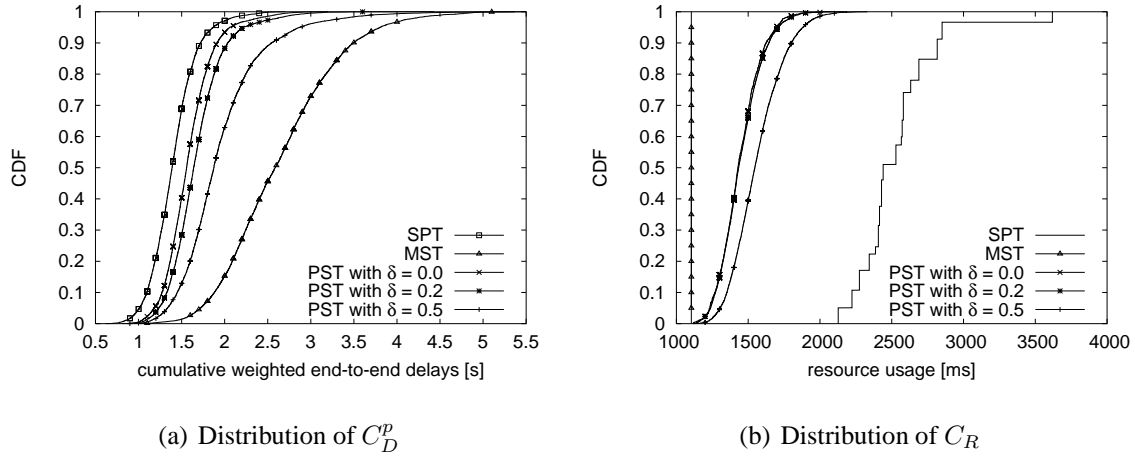 1
0.9
0.8
0.7
0.6
0.5
0.4
0.3
0.2
0.1
0
CDF
SPT
MST
PST with δ = 0.0
PST with δ = 0.2
PST with δ = 0.5
0.5 1 1.5 2 2.5 3 3.5 4 4.5 5 5.5
cumulative weighted end-to-end delays [s]
(a) Distribution of C_D^p
1
0.9
0.8
0.7
0.6
0.5
0.4
0.3
0.2
0.1
0
CDF
SPT
MST
PST with δ = 0.0
PST with δ = 0.2
PST with δ = 0.5
1000 1500 2000 2500 3000 3500 4000
resource usage [ms]
(b) Distribution of C_R